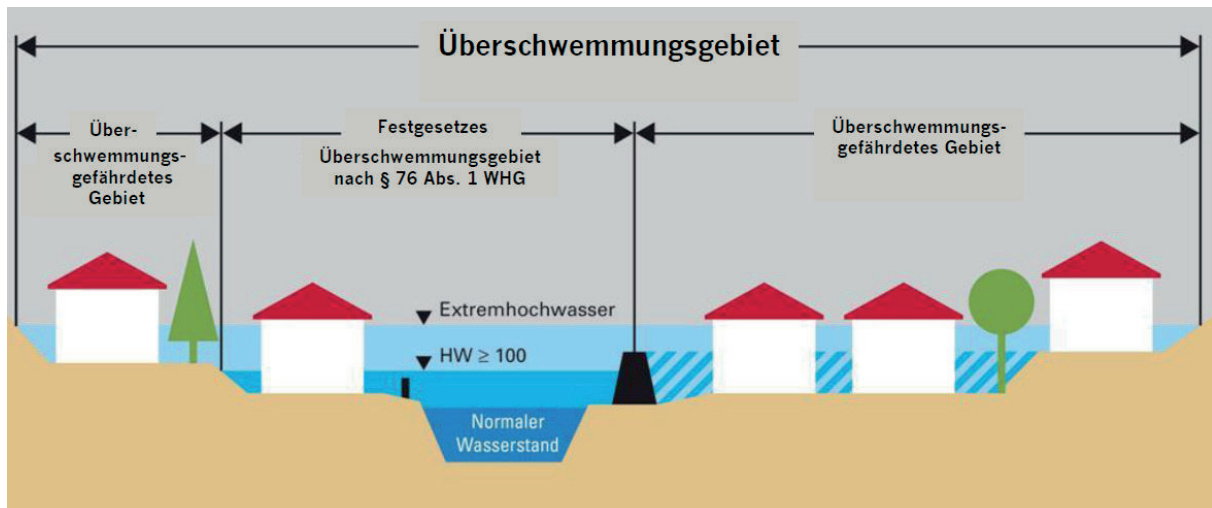 Überschwemmungsgebiet
Über-
schwemmungs-
gefährdetes
Gebiet
Festgesetzes
Überschwemmungsgebiet
nach § 76 Abs. 1 WHG
Überschwemmungs-
gefährdetes Gebiet
Extremhochwasser
HW ≥ 100
Normaler
Wasserstand